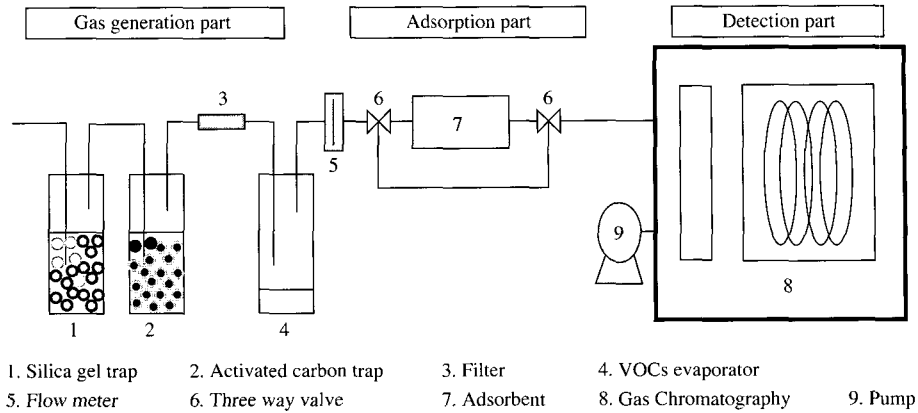 Gas generation part
Adsorption part
Detection part
3
6
6
7
5
9
8
1
2
4
1. Silica gel trap 2. Activated carbon trap 3. Filter 4. VOCs evaporator
5. Flow meter 6. Three way valve 7. Adsorbent 8. Gas Chromatography 9. Pump